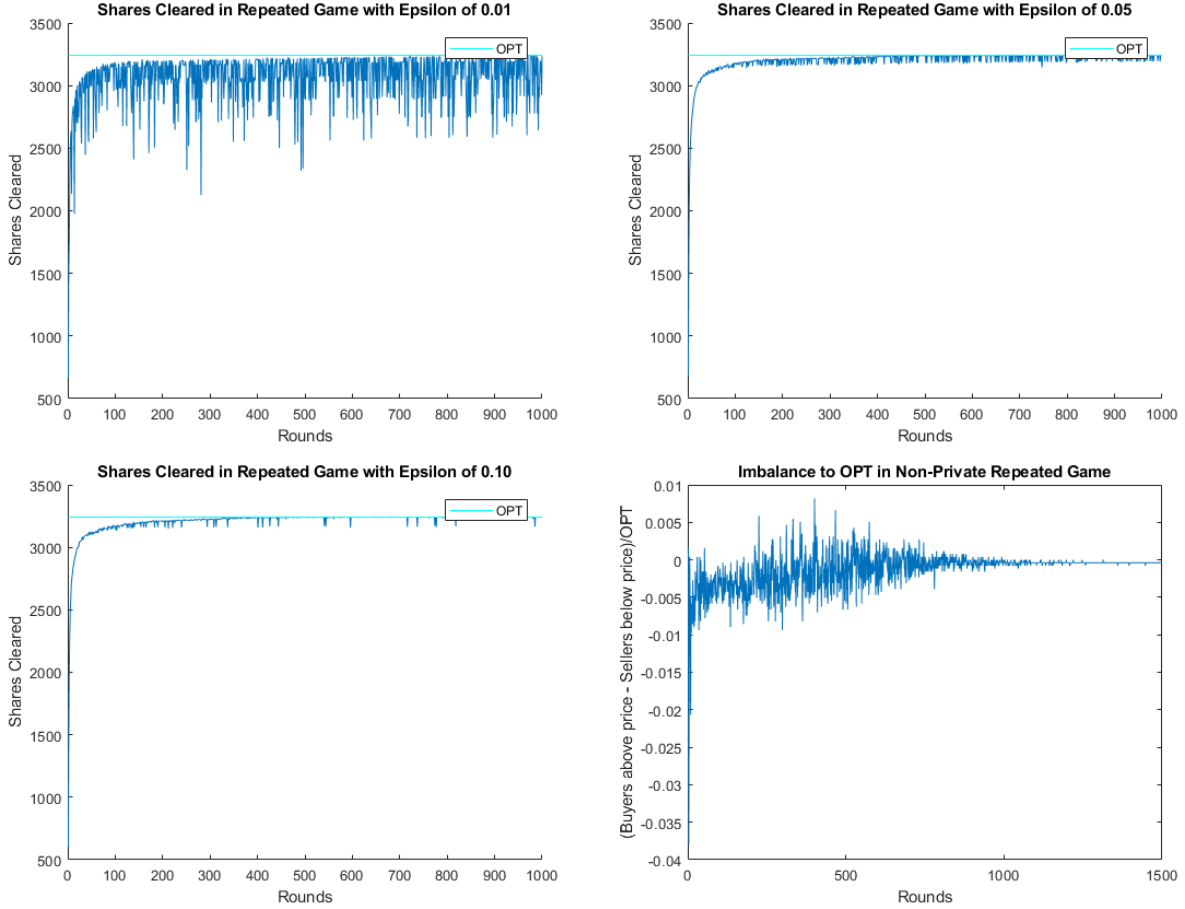 Shares Cleared in Repeated Game with Epsilon of 0.01
3500
3000
2500
2000
1500
1000
500
Shares Cleared
OPT
0 100 200 300 400 500 600 700 800 900 1000
Rounds
Shares Cleared in Repeated Game with Epsilon of 0.05
3500
3000
2500
2000
1500
1000
500
Shares Cleared
OPT
0 100 200 300 400 500 600 700 800 900 1000
Rounds
Shares Cleared in Repeated Game with Epsilon of 0.10
3500
3000
2500
2000
1500
1000
500
Shares Cleared
OPT
0 100 200 300 400 500 600 700 800 900 1000
Rounds
Imbalance to OPT in Non-Private Repeated Game
0.01
0.005
0
-0.005
-0.01
-0.015
-0.02
-0.025
-0.03
-0.035
-0.04
(Buyers above price - Sellers below price)/OPT
0 500 1000 1500
Rounds